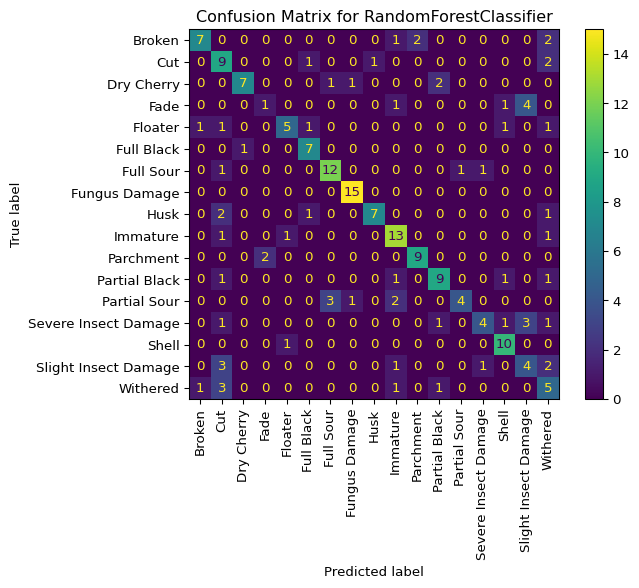 Confusion Matrix for RandomForestClassifier
True label
Broken 7 0 0 0 0 0 0 0 0 1 2 0 0 0 0 0 2
Cut 0 9 0 0 0 1 0 0 1 0 0 0 0 0 0 0 2
Dry Cherry 0 0 7 0 0 0 1 1 0 0 0 2 0 0 0 0 0
Fade 0 0 0 1 0 0 0 0 0 1 0 0 0 0 1 4 0
Floater 1 1 0 0 5 1 0 0 0 0 0 0 0 0 1 0 1
Full Black 0 0 1 0 0 7 0 0 0 0 0 0 0 0 0 0 0
Full Sour 0 1 0 0 0 0 12 0 0 0 0 0 1 1 0 0 0
Fungus Damage 0 0 0 0 0 0 0 15 0 0 0 0 0 0 0 0 0
Husk 0 2 0 0 0 1 0 0 7 0 0 0 0 0 0 0 1
Immature 0 1 0 0 1 0 0 0 0 13 0 0 0 0 0 0 1
Parchment 0 0 0 2 0 0 0 0 0 0 9 0 0 0 0 0 0
Partial Black 0 1 0 0 0 0 0 0 0 1 0 9 0 0 1 0 1
Partial Sour 0 0 0 0 0 0 3 1 0 2 0 0 4 0 0 0 0
Severe Insect Damage 0 1 0 0 0 0 0 0 0 0 0 1 0 4 1 3 1
Shell 0 0 0 0 1 0 0 0 0 0 0 0 0 0 10 0 0
Slight Insect Damage 0 3 0 0 0 0 0 0 0 1 0 0 0 1 0 4 2
Withered 1 3 0 0 0 0 0 0 0 1 0 1 0 0 0 0 5
Broken
Cut
Dry Cherry
Fade
Floater
Full Black
Full Sour
Fungus Damage
Husk
Immature
Parchment
Partial Black
Partial Sour
Severe Insect Damage
Shell
Slight Insect Damage
Withered
Predicted label
14
12
10
8
6
4
2
0